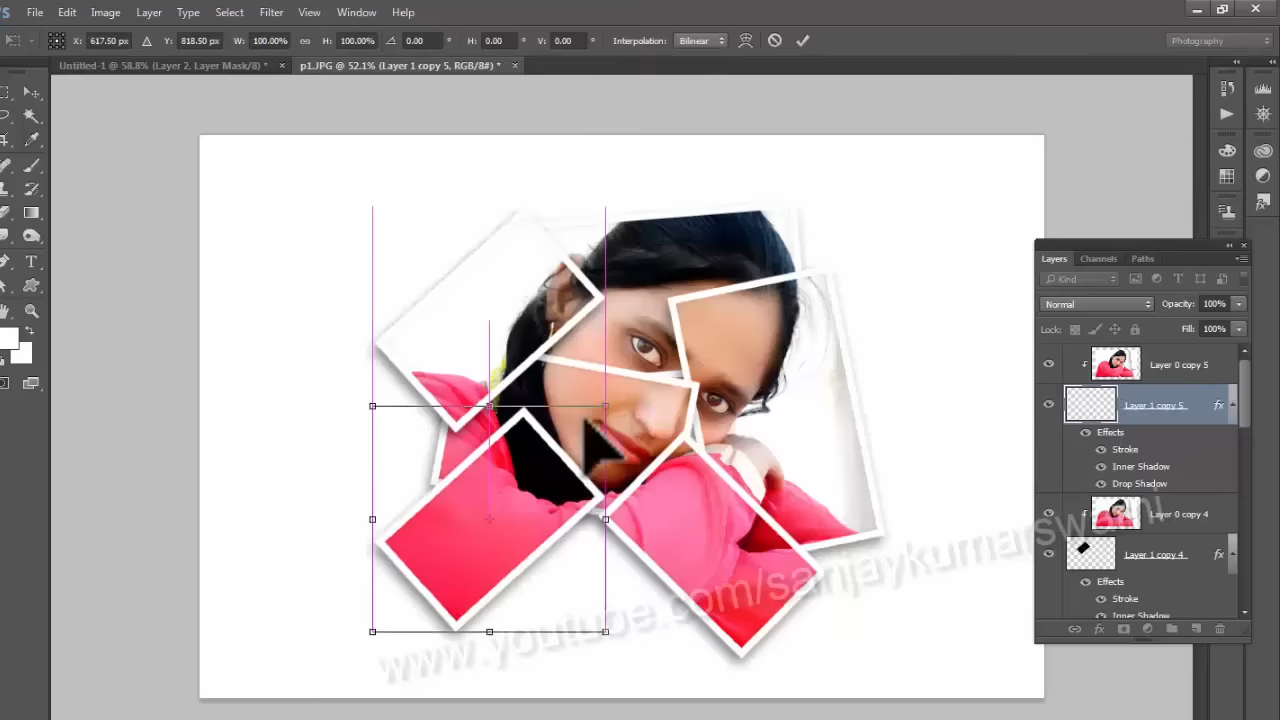 File Edit Image Layer Type Select Filter View Window Help
X: 617.50 px Y: 818.50 px W: 100.00% H: 100.00% 0.00 ° H: 0.00 ° V: 0.00 ° Interpolation: Bilinear Photography
Untitled-1 @ 58.8% (Layer 2, Layer Mask/8) * × p1.JPG @ 52.1% (Layer 1 copy 5, RGB/8#) * ×
Layers Channels Paths
Kind
Normal Opacity: 100%
Lock: Fill: 100%
Layer 0 copy 5
Layer 1 copy 5 fx
Effects
Stroke
Inner Shadow
Drop Shadow
Layer 0 copy 4
Layer 1 copy 4 fx
Effects
Stroke
Inner Shadow
www.youtube.com/sanjaykumarswami